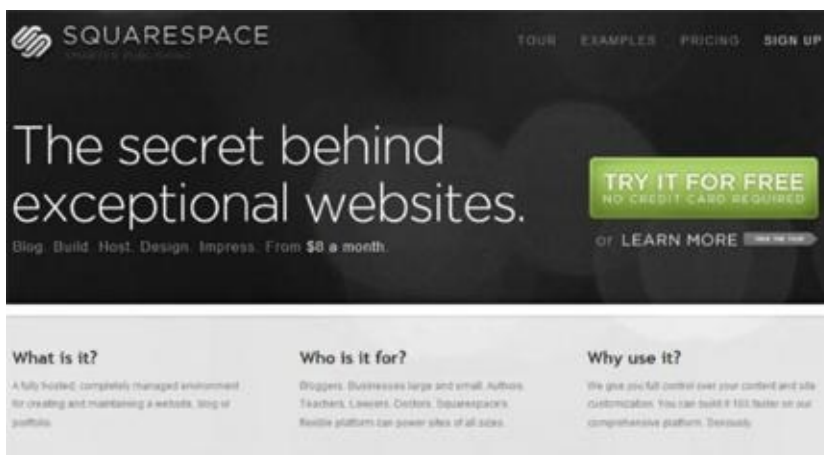 SQUARESPACE
TOUR EXAMPLES PRICING SIGN UP
The secret behind
exceptional websites.
Blog. Build. Host. Design. Impress. From $8 a month.
TRY IT FOR FREE
NO CREDIT CARD REQUIRED
or LEARN MORE
What is it?
A fully hosted, completely managed environment
for creating and maintaining a website, blog or
portfolio.
Who is it for?
Bloggers. Businesses large and small. Authors.
Teachers. Lawyers. Doctors. Squarespace's
flexible platform can power sites of all sizes.
Why use it?
We give you full control over your content and site
customization. You can build it faster on our
comprehensive platform. Seriously.